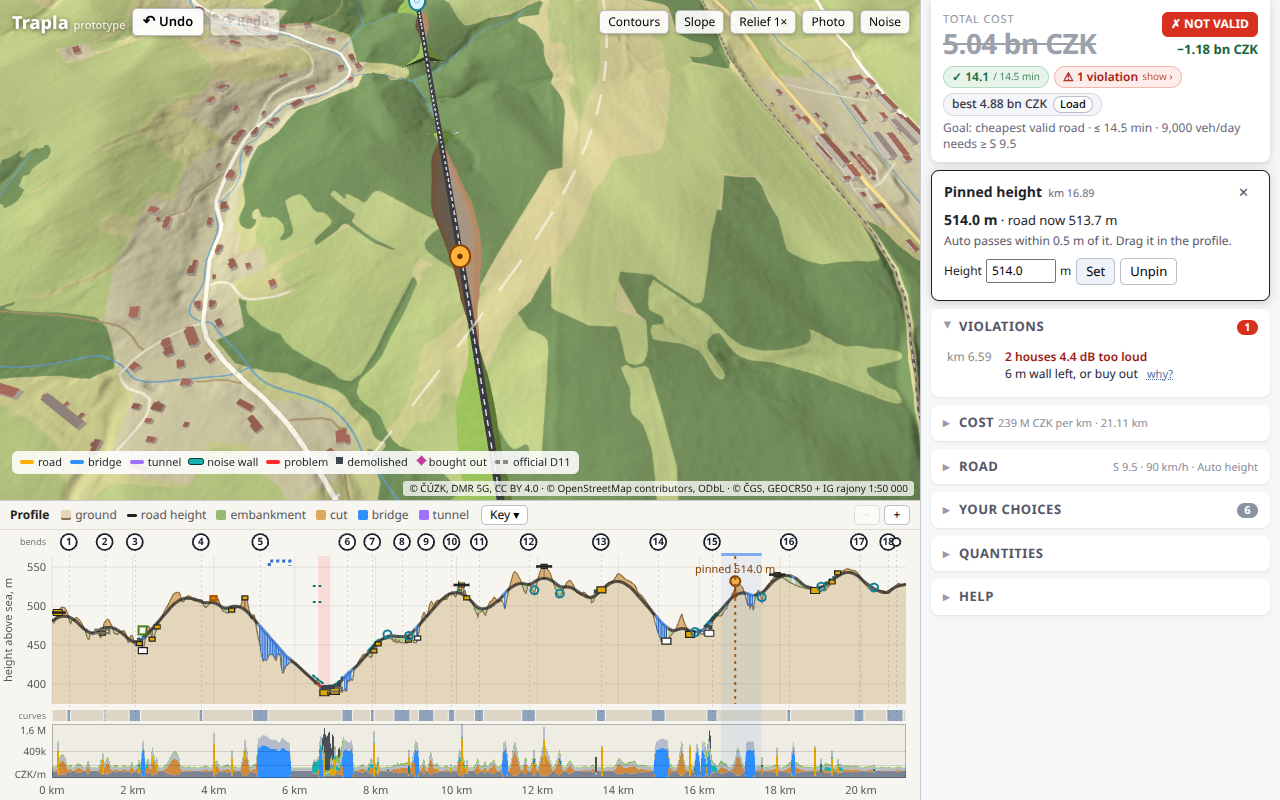 Trapla prototype ↶ Undo Redo
Contours Slope Relief 1× Photo Noise
road bridge tunnel noise wall problem demolished bought out official D11
© ČÚZK, DMR 5G, CC BY 4.0 · © OpenStreetMap contributors, ODbL · © ČGS, GEOCR50 + IG rajony 1:50 000
Profile ground road height embankment cut bridge tunnel Key ▾ − +
bends 1 2 3 4 5 6 7 8 9 10 11 12 13 14 15 16 17 18
height above sea, m
550
500
450
400
pinned 514.0 m
curves
1.6 M
409k
CZK/m
0 km 2 km 4 km 6 km 8 km 10 km 12 km 14 km 16 km 18 km 20 km
TOTAL COST
✗ NOT VALID
5.04 bn CZK
−1.18 bn CZK
✓ 14.1 / 14.5 min ⚠ 1 violation show ›
best 4.88 bn CZK Load
Goal: cheapest valid road · ≤ 14.5 min · 9,000 veh/day
needs ≥ S 9.5
Pinned height km 16.89 ✕
514.0 m · road now 513.7 m
Auto passes within 0.5 m of it. Drag it in the profile.
Height 514.0 m Set Unpin
▼ VIOLATIONS 1
km 6.59 2 houses 4.4 dB too loud
6 m wall left, or buy out why?
▶ COST 239 M CZK per km · 21.11 km
▶ ROAD S 9.5 · 90 km/h · Auto height
▶ YOUR CHOICES 6
▶ QUANTITIES
▶ HELP